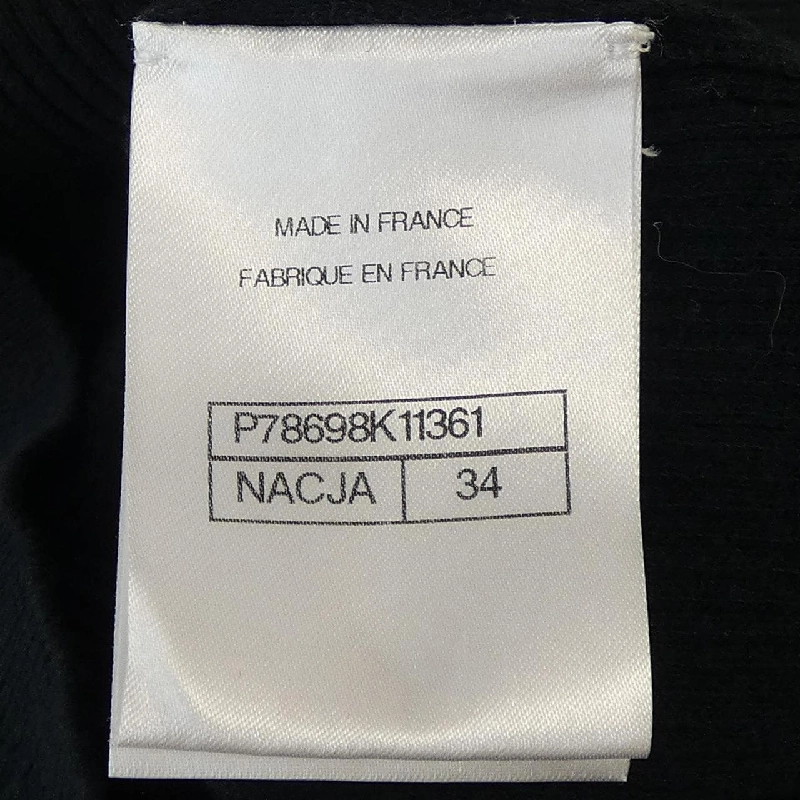 MADE IN FRANCE
FABRIQUE EN FRANCE
P78698K11361
NACJA 34